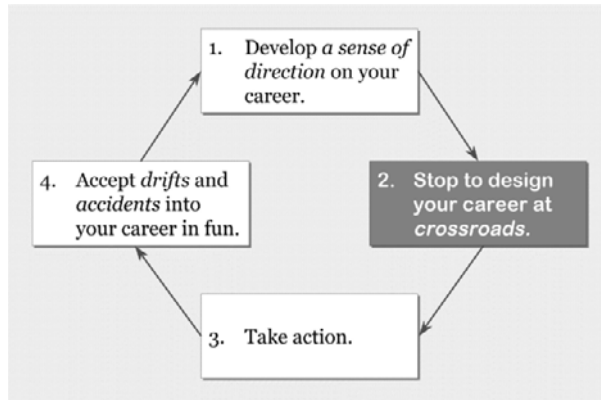 1. Develop a sense of
direction on your
career.
2. Stop to design
your career at
crossroads.
3. Take action.
4. Accept drifts and
accidents into
your career in fun.